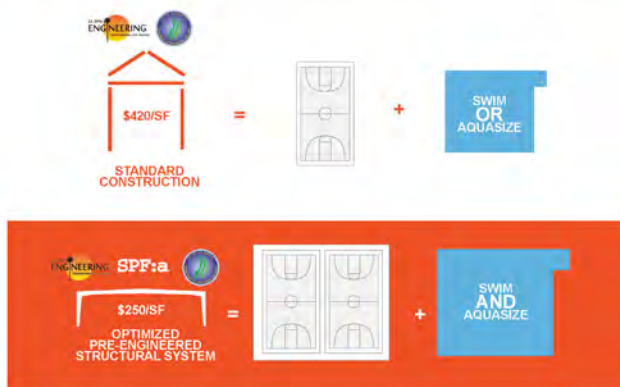 ENGINEERING
$420/SF
=
+
SWIM
OR
AQUASIZE
STANDARD
CONSTRUCTION
ENGINEERING
SPF:a
$250/SF
=
+
SWIM
AND
AQUASIZE
OPTIMIZED
PRE-ENGINEERED
STRUCTURAL SYSTEM